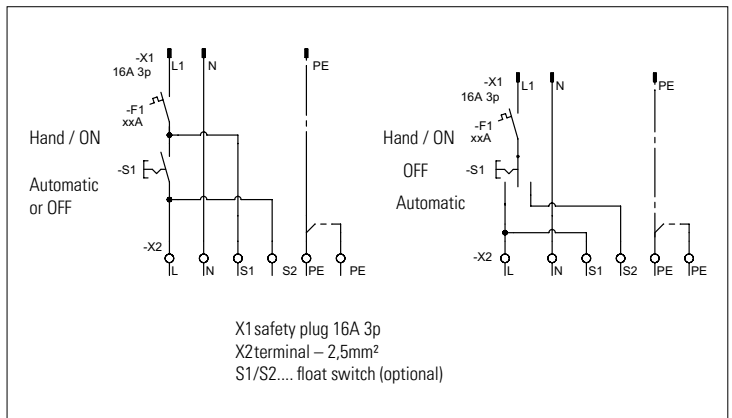 -X1
16A 3p
L1
N
PE
-F1
xxA
Hand / ON
-S1
Automatic
or OFF
-X2
L
N
S1
S2
PE
PE
-X1
16A 3p
L1
N
PE
-F1
xxA
Hand / ON
OFF
-S1
Automatic
-X2
L
N
S1
S2
PE
PE
X1 safety plug 16A 3p
X2 terminal – 2,5mm²
S1/S2.... float switch (optional)